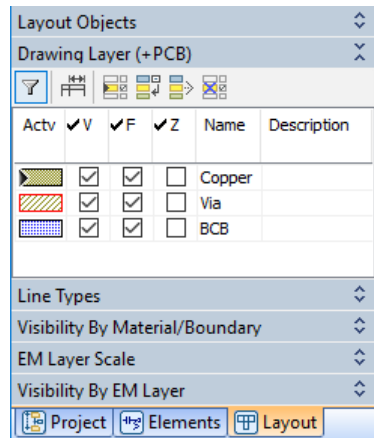 Layout Objects
Drawing Layer (+PCB)
Actv V F Z Name Description
Copper
Via
BCB
Line Types
Visibility By Material/Boundary
EM Layer Scale
Visibility By EM Layer
Project Elements Layout